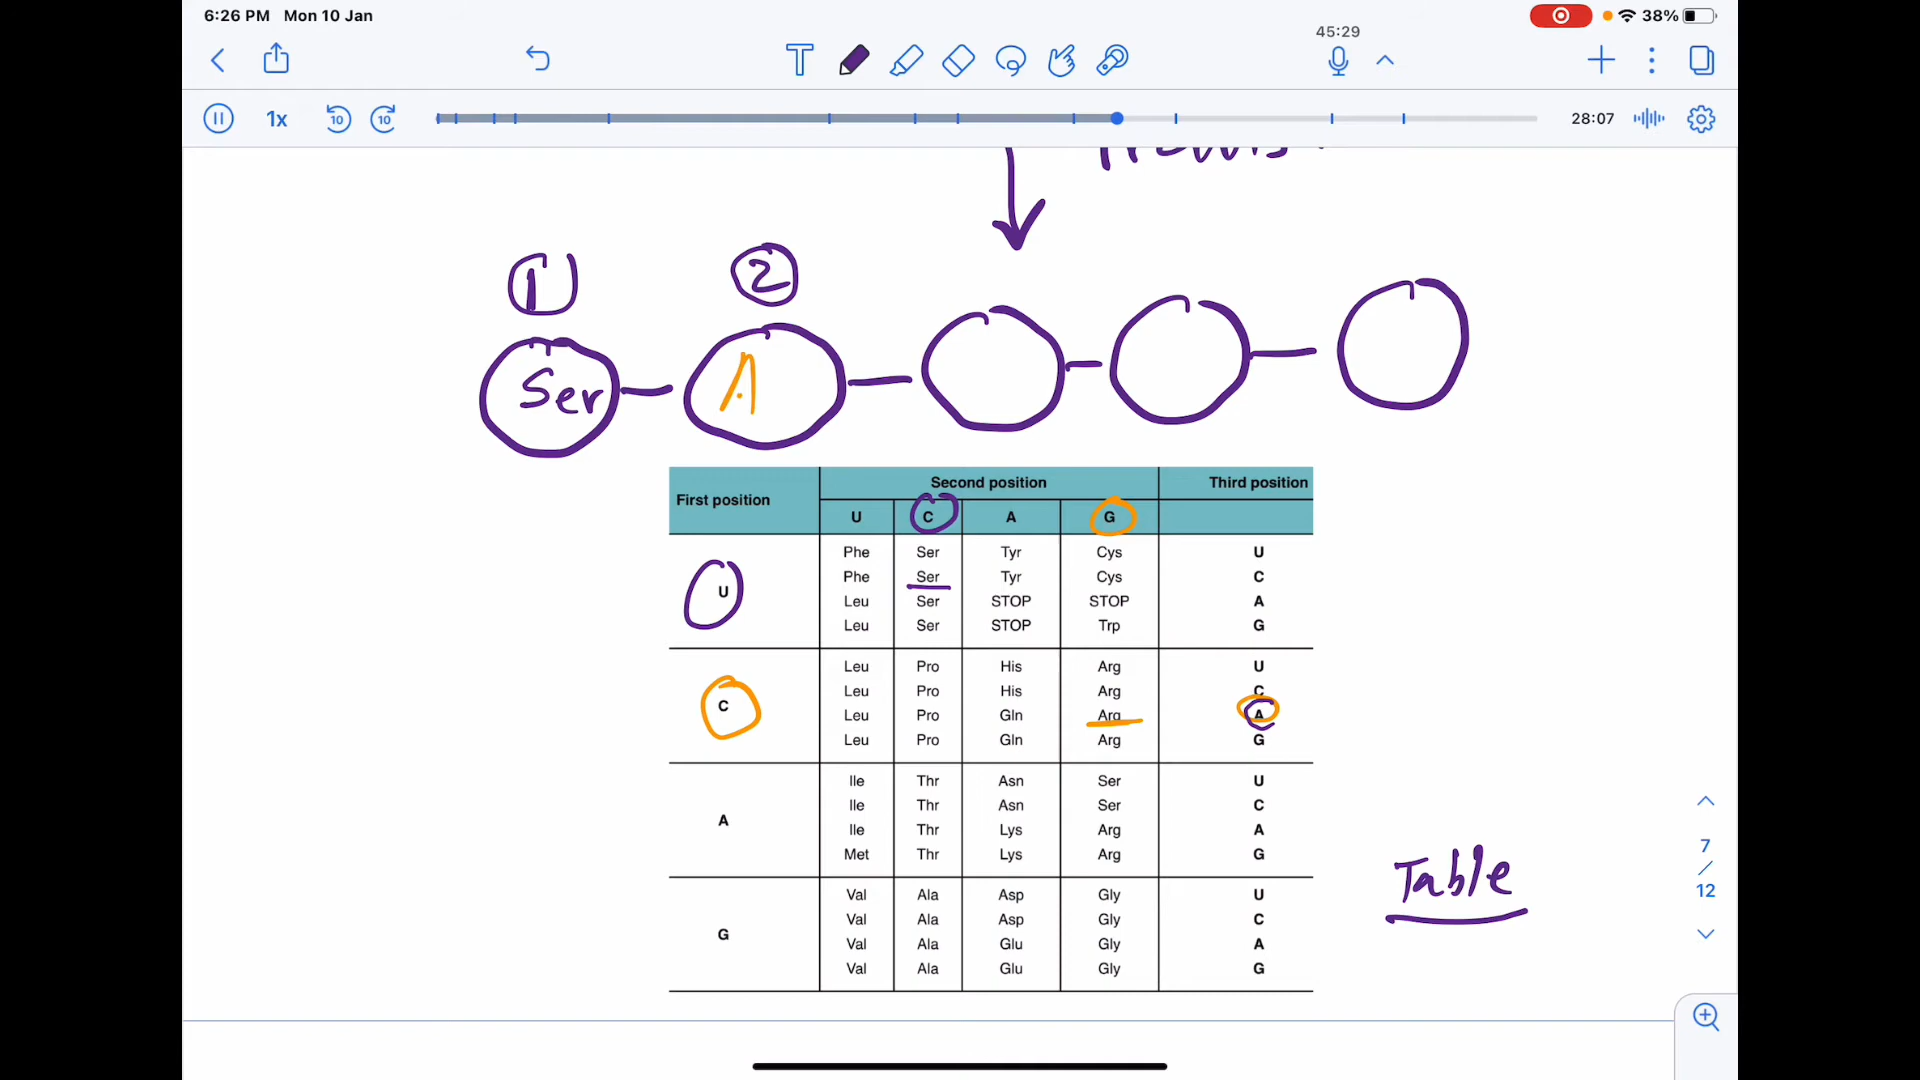 6:26 PM Mon 10 Jan
38%
45:29
T
1x
10 10
28:07
1 2
Ser A
First position Second position Third position
U C A G
U
Phe Ser Tyr Cys U
Phe Ser Tyr Cys C
Leu Ser STOP STOP A
Leu Ser STOP Trp G
C
Leu Pro His Arg U
Leu Pro His Arg C
Leu Pro Gln Arg A
Leu Pro Gln Arg G
A
Ile Thr Asn Ser U
Ile Thr Asn Ser C
Ile Thr Lys Arg A
Met Thr Lys Arg G
G
Val Ala Asp Gly U
Val Ala Asp Gly C
Val Ala Glu Gly A
Val Ala Glu Gly G
Table
7
/
12